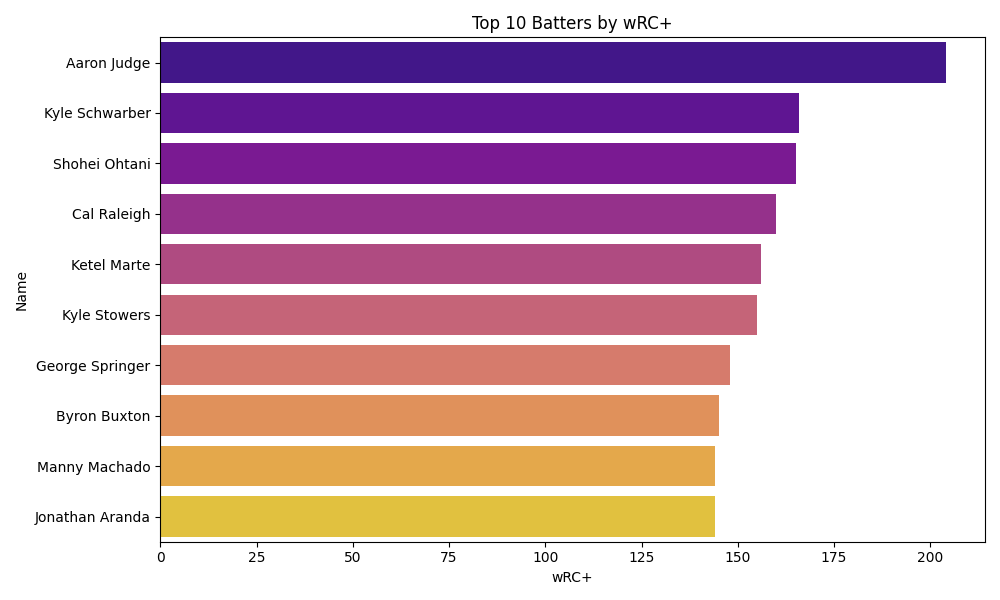 Top 10 Batters by wRC+
Name
Aaron Judge
Kyle Schwarber
Shohei Ohtani
Cal Raleigh
Ketel Marte
Kyle Stowers
George Springer
Byron Buxton
Manny Machado
Jonathan Aranda
0 25 50 75 100 125 150 175 200
wRC+